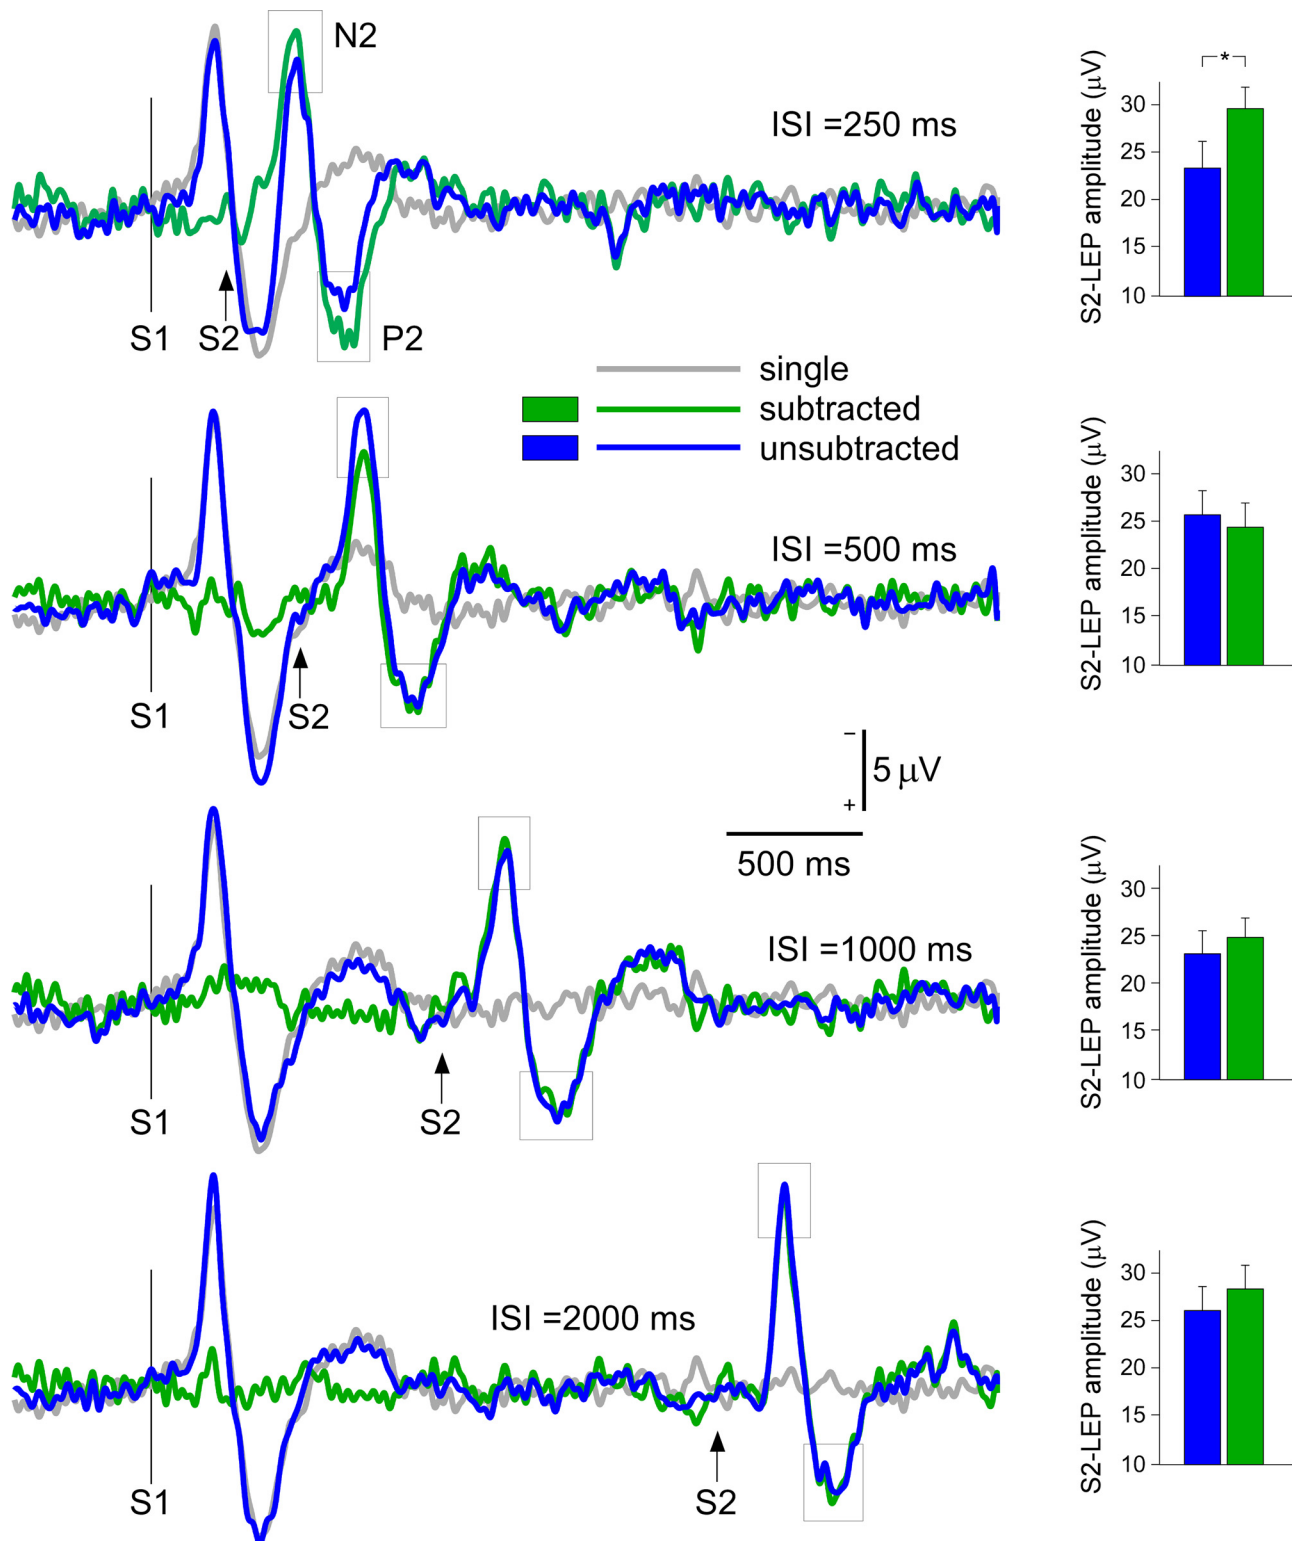 N2
ISI =250 ms
S1
S2
P2
*
S2-LEP amplitude (μV)
30
25
20
15
10
single
subtracted
unsubtracted
ISI =500 ms
S1
S2
S2-LEP amplitude (μV)
30
25
20
15
10
−
5 μV
+
500 ms
ISI =1000 ms
S1
S2
S2-LEP amplitude (μV)
30
25
20
15
10
ISI =2000 ms
S1
S2
S2-LEP amplitude (μV)
30
25
20
15
10